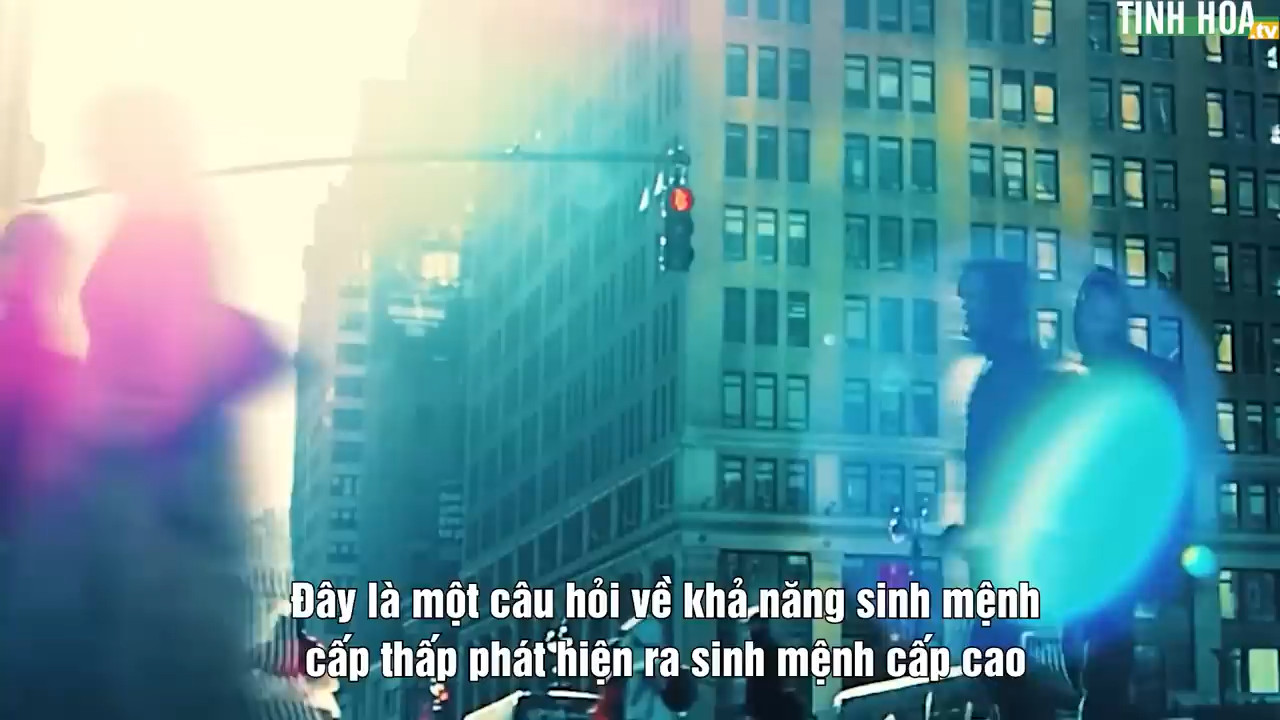 TINH HOA
.tv
Đây là một câu hỏi về khả năng sinh mệnh
cấp thấp phát hiện ra sinh mệnh cấp cao